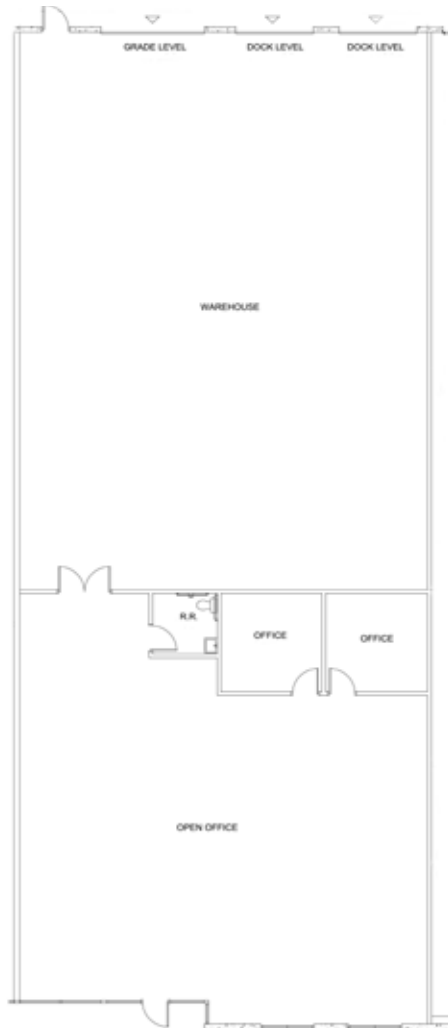 GRADE LEVEL
DOCK LEVEL
DOCK LEVEL
WAREHOUSE
R.R.
OFFICE
OFFICE
OPEN OFFICE